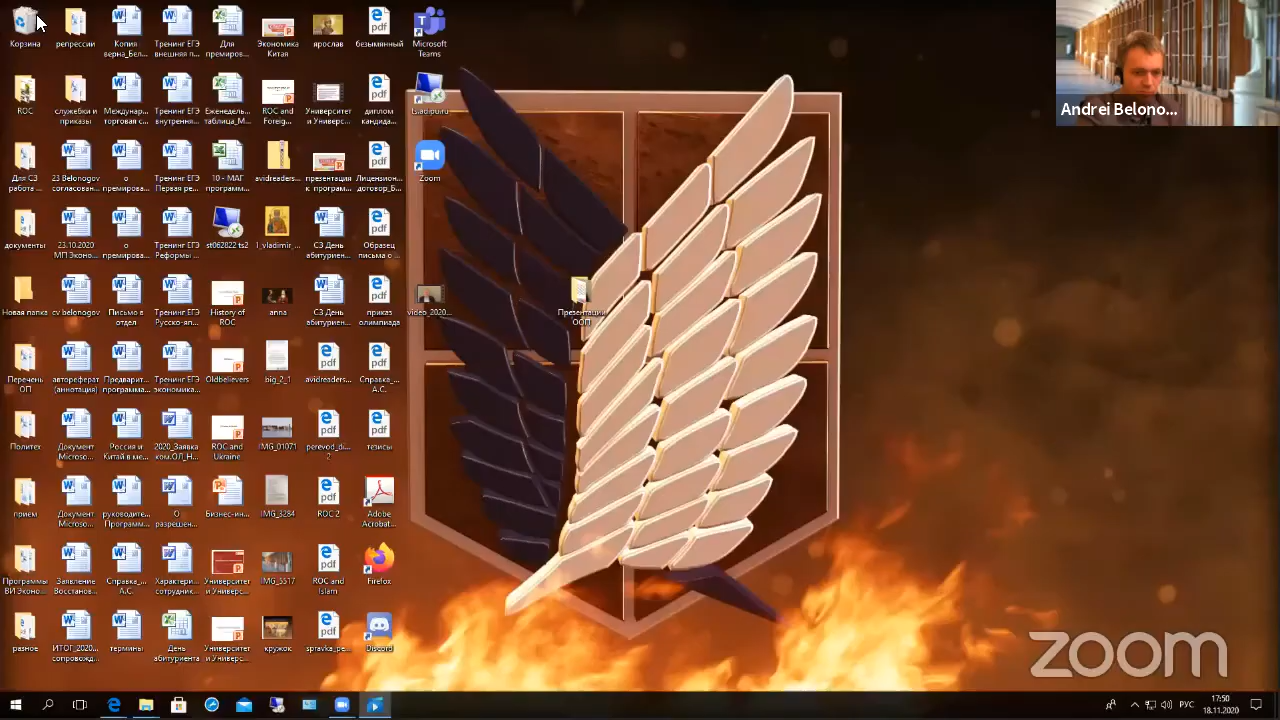 Корзина
репрессии
Копия
верна_Бел...
Тренинг ЕГЭ
внешняя п...
Для
премиров...
Экономика
Китая
ярослав
безымянный
Microsoft
Teams
ROC
служебки и
приказы
Междунар...
торговая с...
Тренинг ЕГЭ
внутрення...
Еженедель...
таблица_М...
ROC and
Foreig...
Университет
и Универс...
диплом
кандида...
Для СЗ
работа ...
23 Belonogov
согласован...
о
премирова...
Тренинг ЕГЭ
Первая ре...
10 - МАГ
программ...
avidreaders...
презентация
к програм...
Лицензион...
договор_Б...
Zoom
документы
23.10.2020
МП Эконо...
о
премирова...
Тренинг ЕГЭ
Реформы ...
st062822 ts2
1_vladimir_...
СЗ День
абитуриен...
Образец
письма о ...
Новая папка
cv belonogov
Письмо в
отдел
Тренинг ЕГЭ
Русско-яп...
History of
ROC
anna
СЗ День
абитуриен...
приказ
олимпиада
video_2020...
Презентации
ООП
Перечень
ОП
автореферат
(аннотация)
Предварит...
программа...
Тренинг ЕГЭ
экономика...
Oldbelievers
big_2_1
avidreaders...
Справка_...
А.С.
Политех
Документ
Microso...
Россия и
Китай в ме...
2020_Заявка
ком.ОЛ_Н...
ROC and
Ukraine
IMG_01071
perevod_di...
2
тезисы
прием
Документ
Microso...
руководите...
Программ...
О
разрешен...
Бизнес-ин...
IMG_3284
ROC 2
Adobe
Acrobat...
Программы
ВИ Эконо...
Заявление
Восстанов...
Справка_...
А.С.
Характери...
сотрудник...
Университет
и Универс...
IMG_5517
ROC and
Islam
Firefox
разное
ИТОГ_2020...
сопровожд...
термины
День
абитуриента
Университет
и Универс...
кружок
spravka_pe...
Discord
Andrei Belono...
zoom
РУС
17:50
18.11.2020